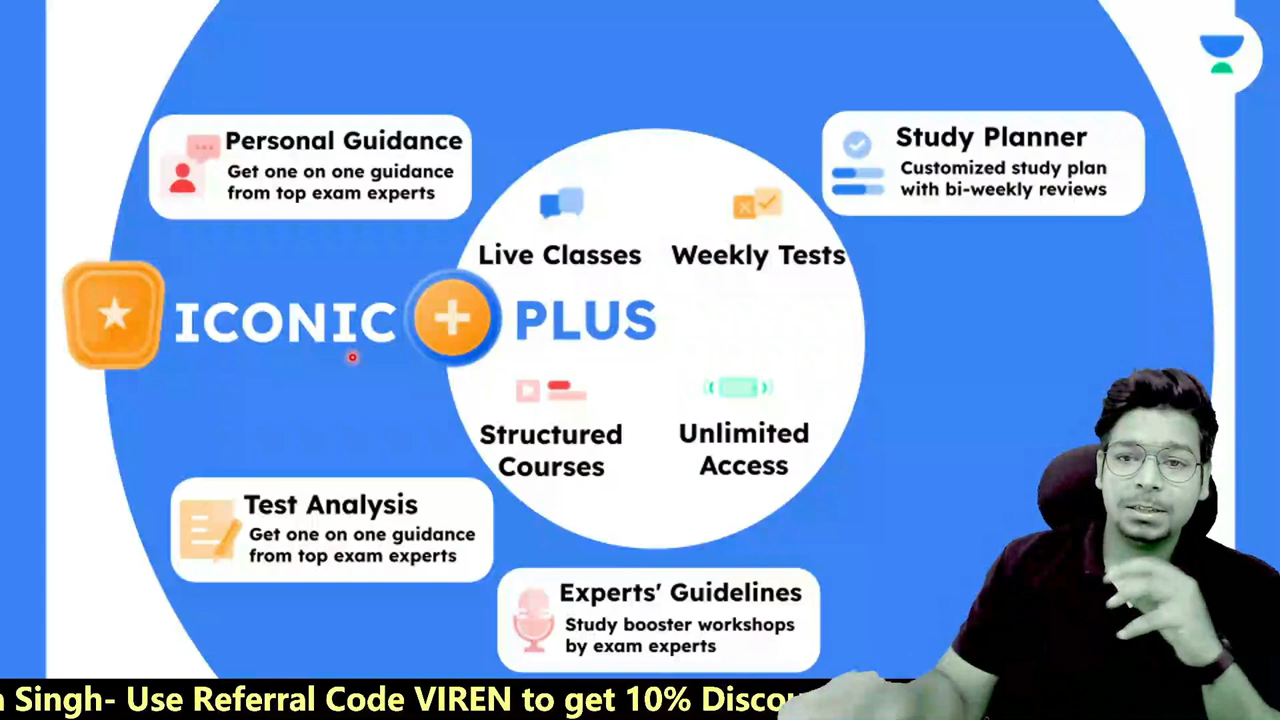 Personal Guidance
Get one on one guidance
from top exam experts
Study Planner
Customized study plan
with bi-weekly reviews
Live Classes
Weekly Tests
ICONIC
PLUS
Structured
Courses
Unlimited
Access
Test Analysis
Get one on one guidance
from top exam experts
Experts' Guidelines
Study booster workshops
by exam experts
Singh- Use Referral Code VIREN to get 10%